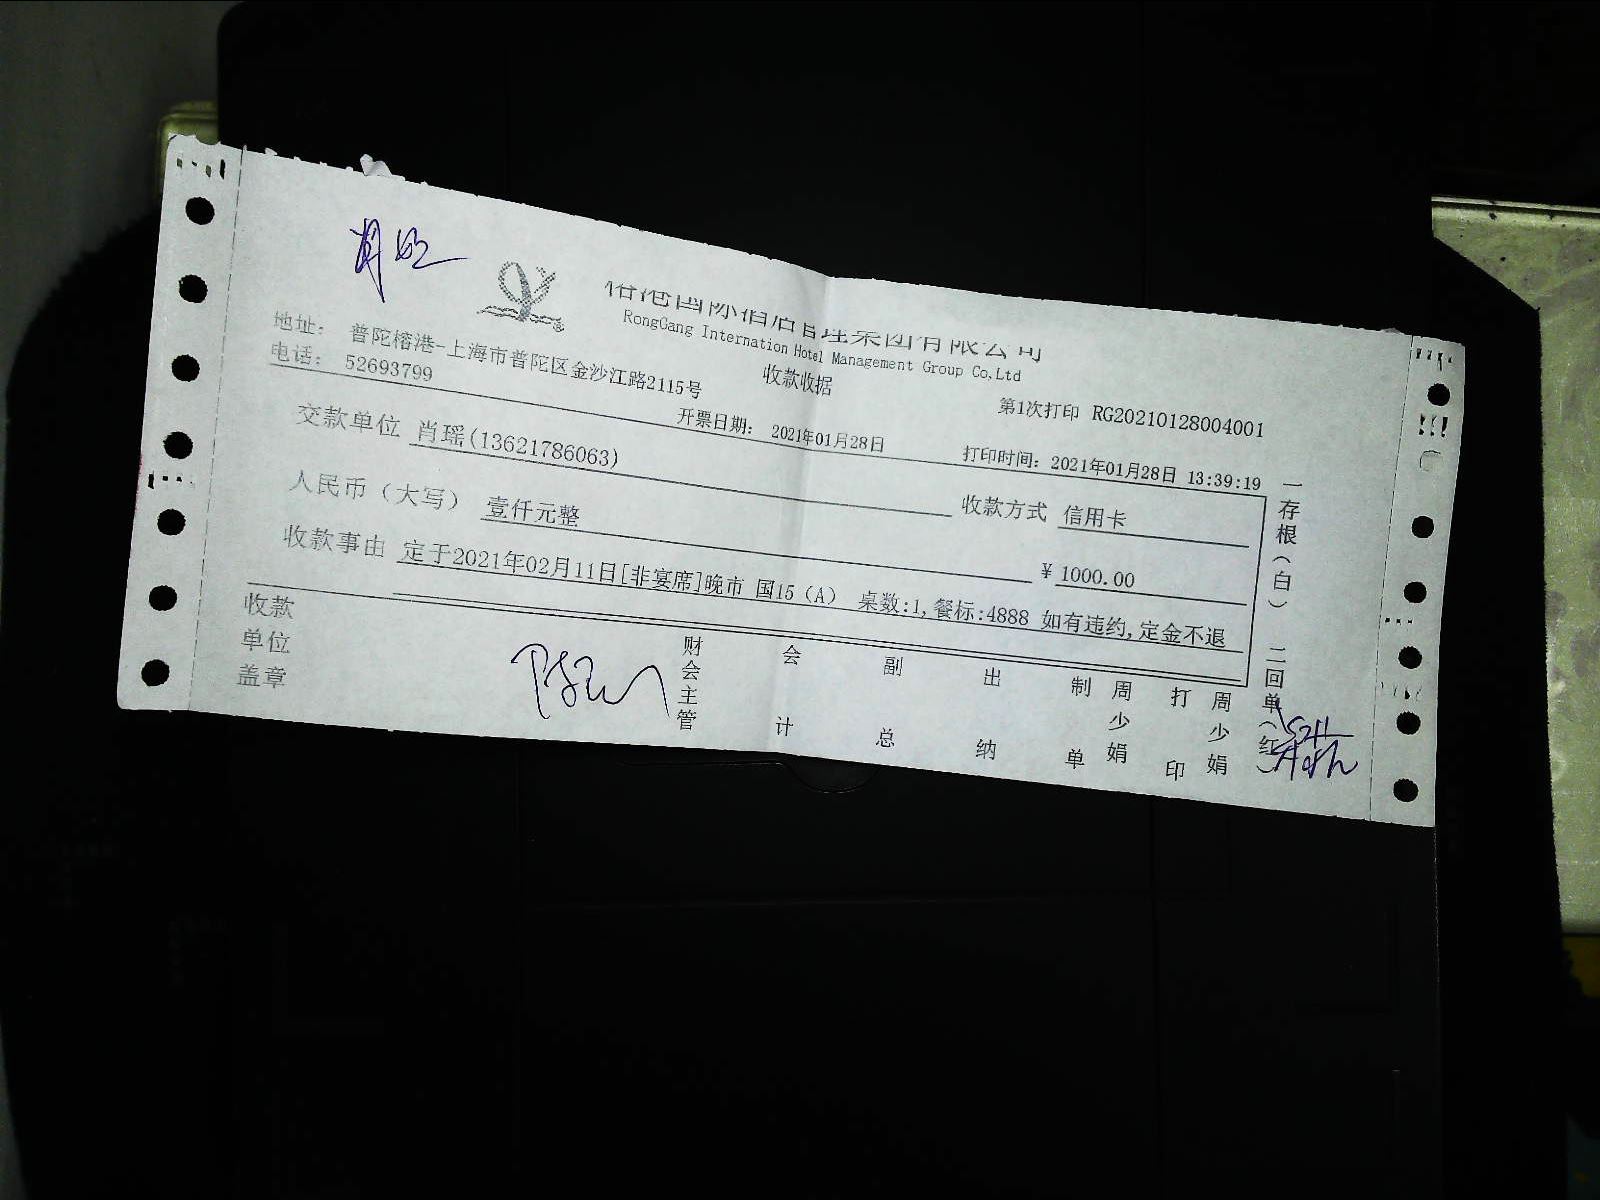 榕港国际酒店管理集团有限公司
RongGang Internation Hotel Management Group Co,Ltd
地址： 普陀榕港-上海市普陀区金沙江路2115号
收款收据
电话： 52693799
第1次打印 RG20210128004001
开票日期： 2021年01月28日
打印时间：2021年01月28日 13:39:19
交款单位 肖瑶(13621786063)
收款方式 信用卡
人民币（大写） 壹仟元整
¥ 1000.00
收款事由 定于2021年02月11日[非宴席]晚市 国15（A） 桌数:1,餐标:4888 如有违约,定金不退
收款单位盖章
财会主管
会计
副总
出纳
制单
周少娟
打印
周少娟
一存根（白） 二回单（红）